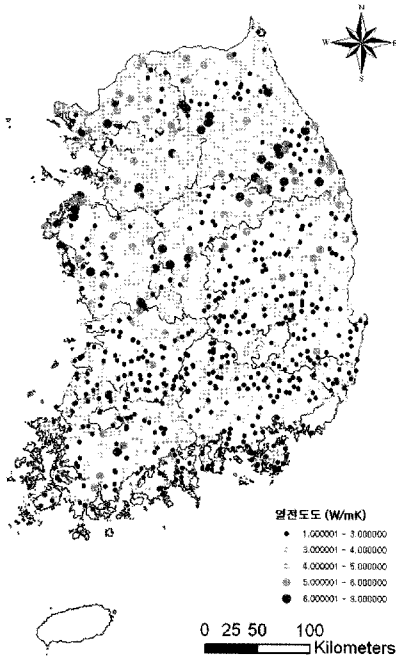 N
W E
S
열전도도 (W/mK)
1.000001 - 3.000000
3.000001 - 4.000000
4.000001 - 5.000000
5.000001 - 6.000000
6.000001 - 8.000000
0 25 50 100
Kilometers